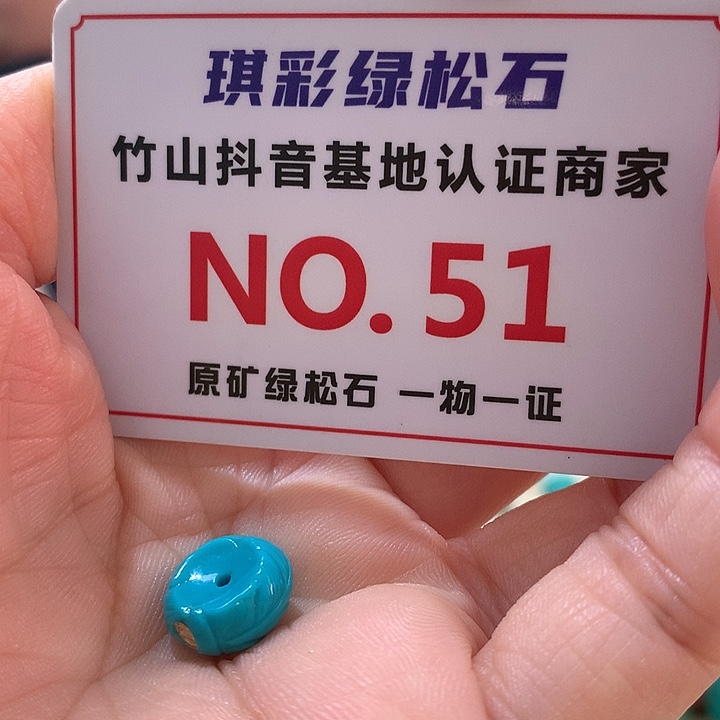 琪彩绿松石
竹山抖音基地认证商家
NO.51
原矿绿松石 一物一证